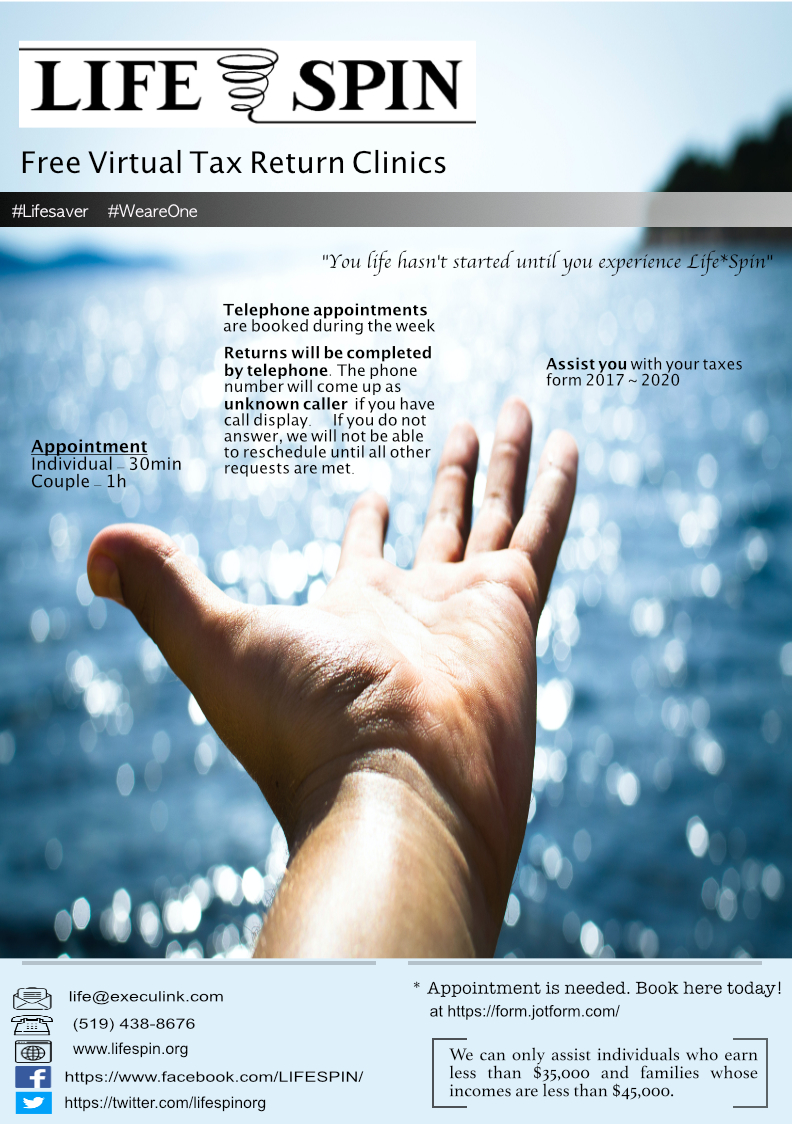 LIFE SPIN
Free Virtual Tax Return Clinics
#Lifesaver #WeareOne
"You life hasn't started until you experience Life*Spin"
Telephone appointments
are booked during the week
Returns will be completed
by telephone. The phone
number will come up as
unknown caller if you have
call display. If you do not
answer, we will not be able
to reschedule until all other
requests are met.
Assist you with your taxes
form 2017 ~ 2020
Appointment
Individual – 30min
Couple – 1h
life@execulink.com
(519) 438-8676
www.lifespin.org
https://www.facebook.com/LIFESPIN/
https://twitter.com/lifespinorg
* Appointment is needed. Book here today!
at https://form.jotform.com/
We can only assist individuals who earn
less than $35,000 and families whose
incomes are less than $45,000.